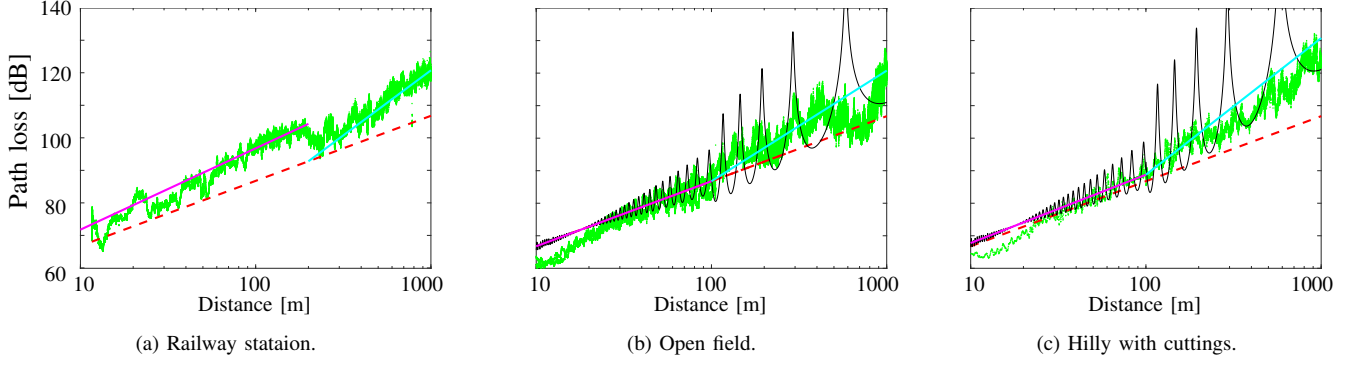 140
120
100
80
60
Path loss [dB]
10
100
1000
Distance [m]
(a) Railway stataion.
10
100
1000
Distance [m]
(b) Open field.
10
100
1000
Distance [m]
(c) Hilly with cuttings.